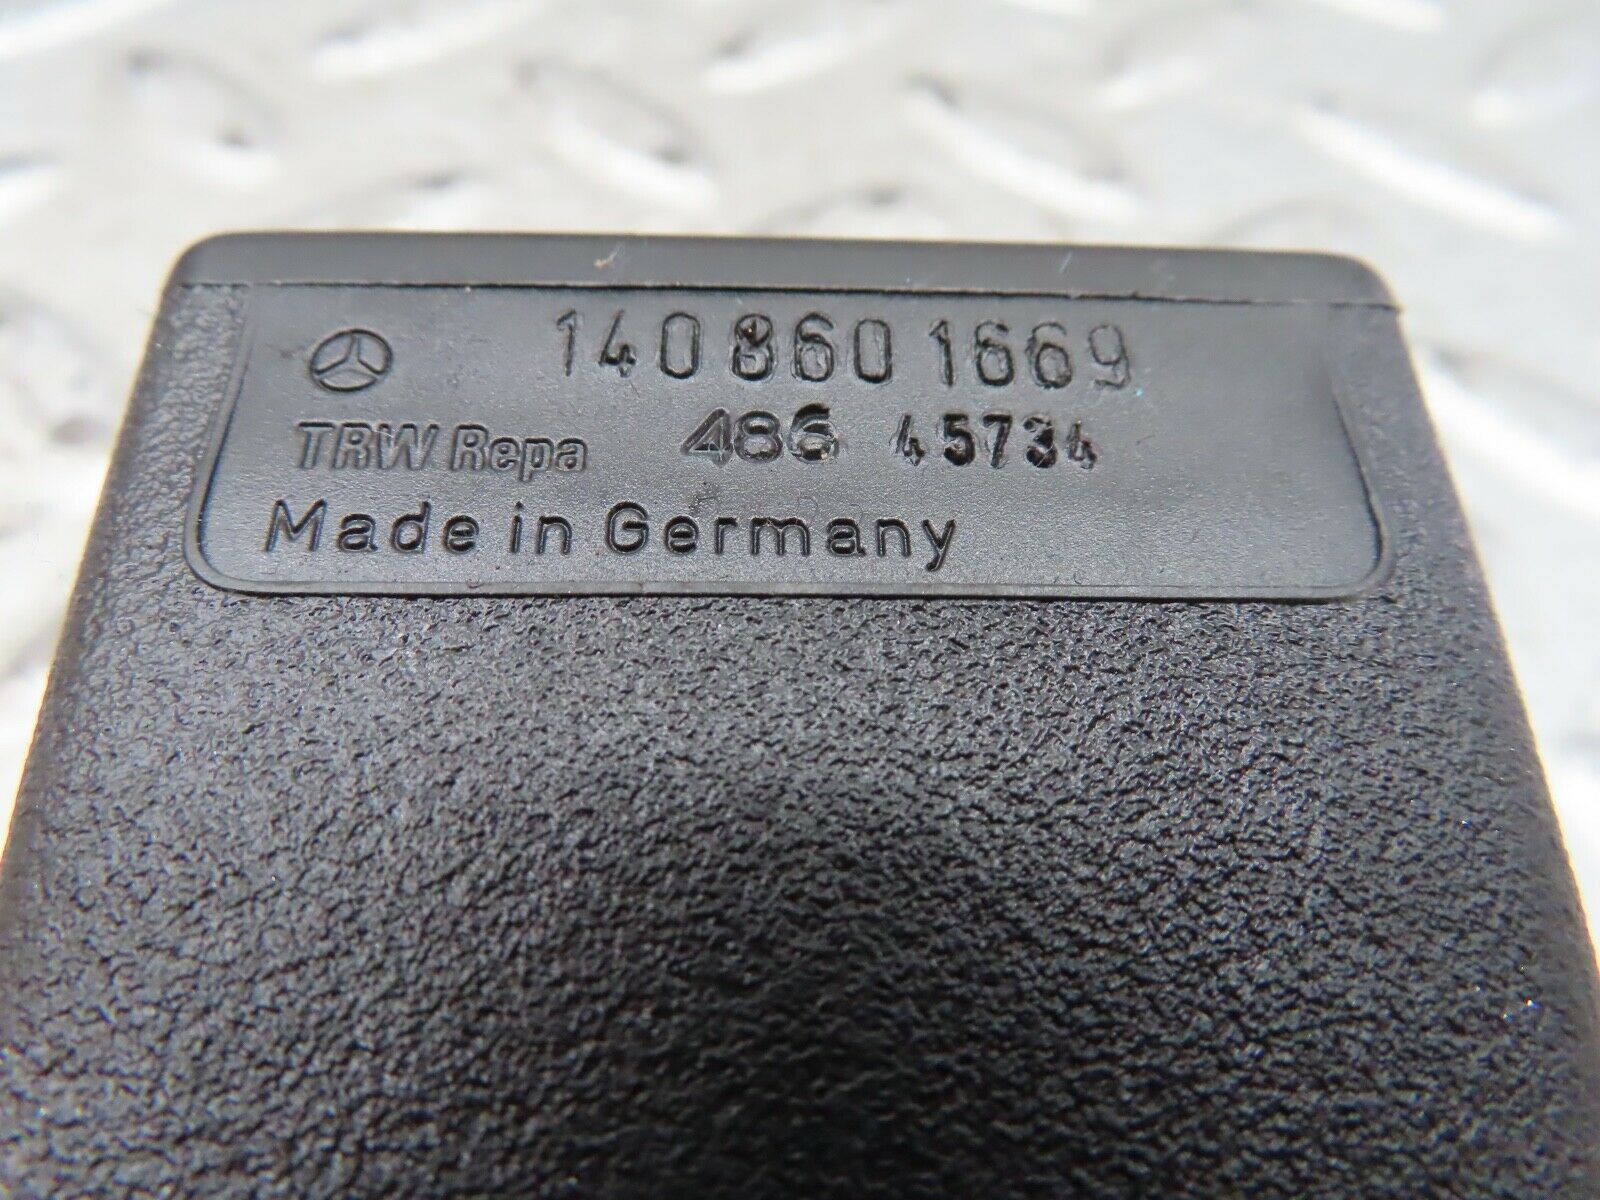 140 860 1669
TRW Repa 486 45734
Made in Germany